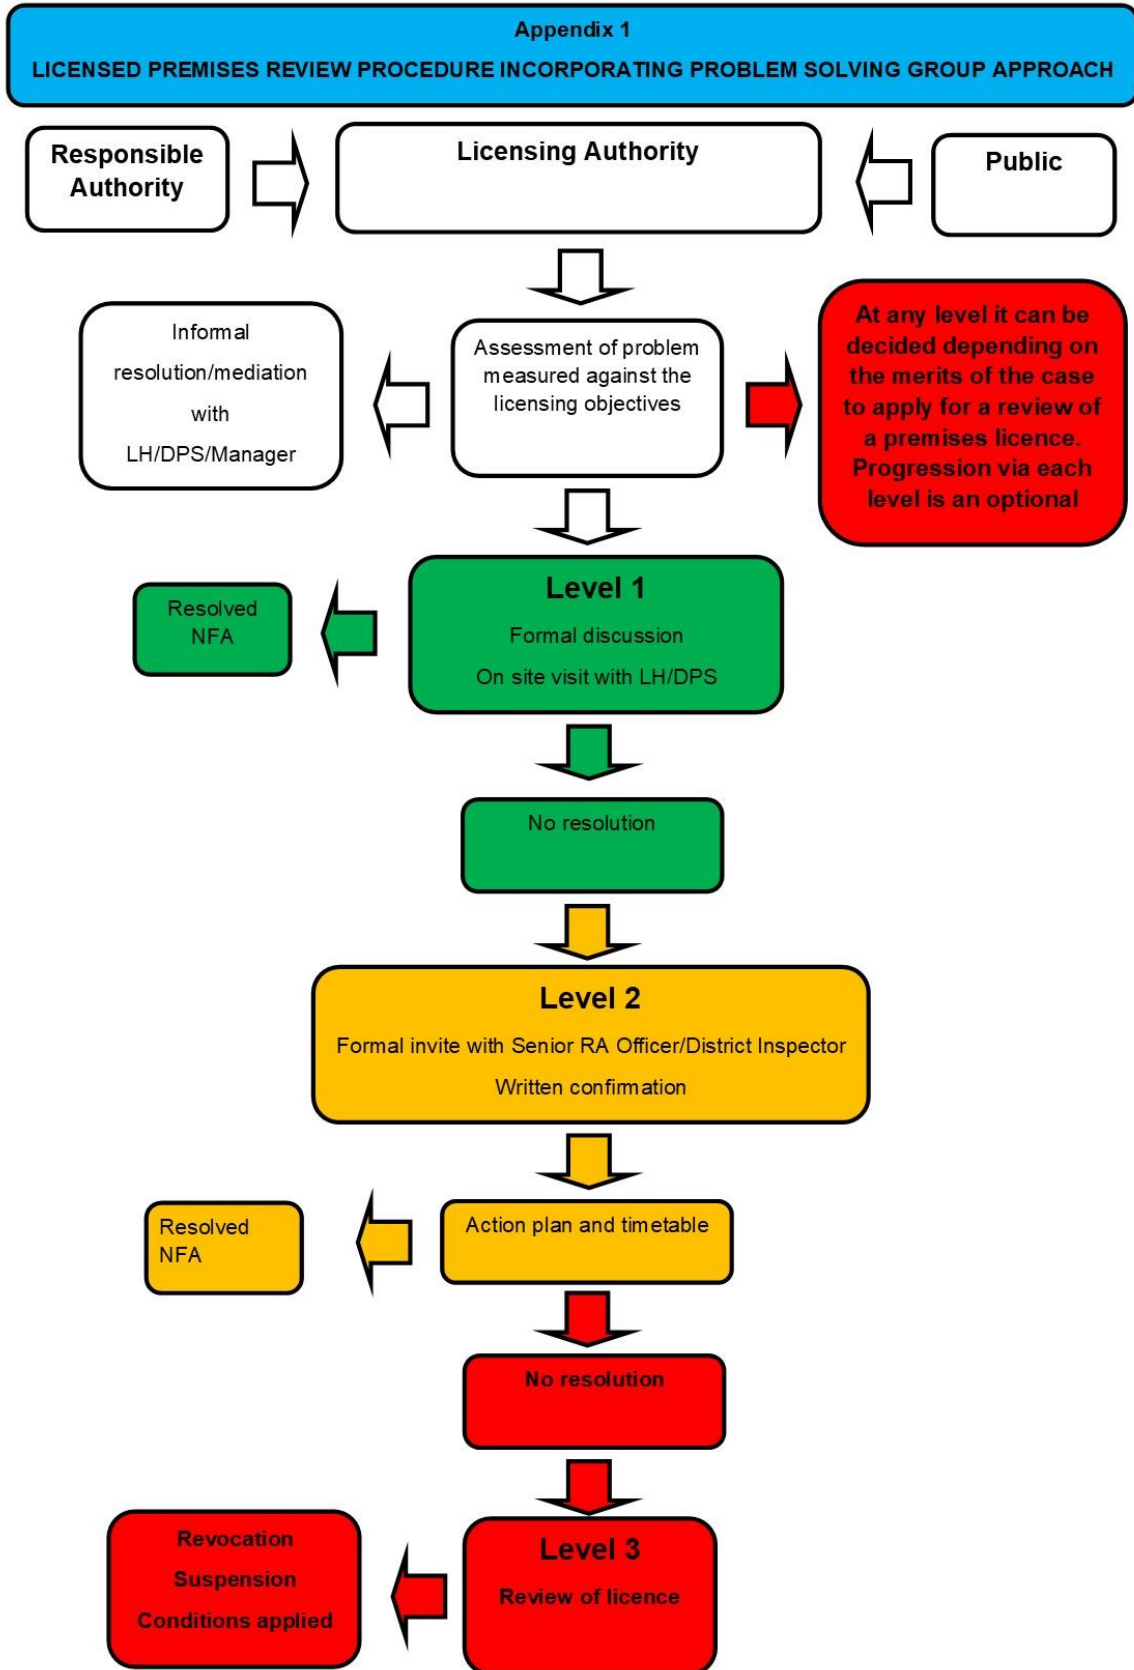 Appendix 1
LICENSED PREMISES REVIEW PROCEDURE INCORPORATING PROBLEM SOLVING GROUP APPROACH
Responsible
Authority
Licensing Authority
Public
Informal
resolution/mediation
with
LH/DPS/Manager
Assessment of problem
measured against the
licensing objectives
At any level it can be
decided depending on
the merits of the case
to apply for a review of
a premises licence.
Progression via each
level is an optional
Level 1
Formal discussion
On site visit with LH/DPS
Resolved
NFA
No resolution
Level 2
Formal invite with Senior RA Officer/District Inspector
Written confirmation
Action plan and timetable
Resolved
NFA
No resolution
Level 3
Review of licence
Revocation
Suspension
Conditions applied